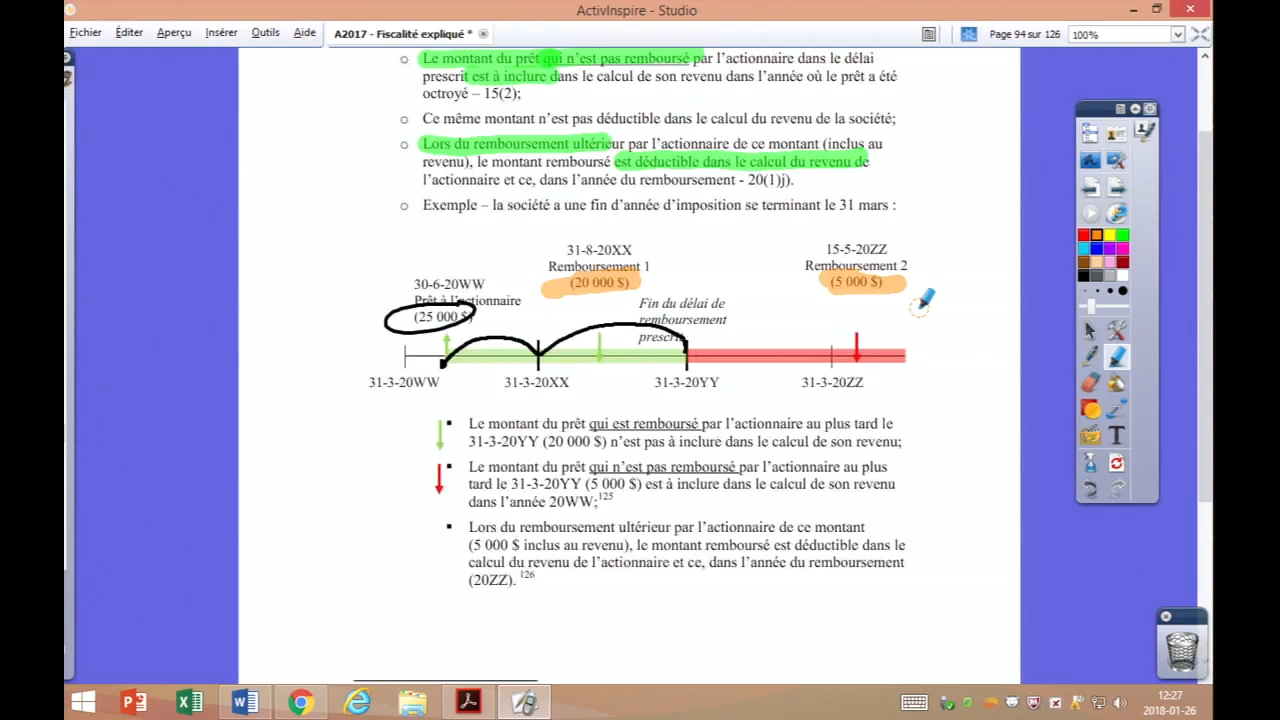 ActivInspire - Studio
Fichier Éditer Aperçu Insérer Outils Aide A2017 - Fiscalité expliqué * Page 94 sur 126 100%
o Le montant du prêt qui n’est pas remboursé par l’actionnaire dans le délai
prescrit est à inclure dans le calcul de son revenu dans l’année où le prêt a été
octroyé – 15(2);
o Ce même montant n’est pas déductible dans le calcul du revenu de la société;
o Lors du remboursement ultérieur par l’actionnaire de ce montant (inclus au
revenu), le montant remboursé est déductible dans le calcul du revenu de
l’actionnaire et ce, dans l’année du remboursement - 20(1)j).
o Exemple – la société a une fin d’année d’imposition se terminant le 31 mars :
31-8-20XX
Remboursement 1
(20 000 $)
15-5-20ZZ
Remboursement 2
(5 000 $)
30-6-20WW
Prêt à l’actionnaire
(25 000 $)
Fin du délai de
remboursement
prescrit
31-3-20WW 31-3-20XX 31-3-20YY 31-3-20ZZ
▪ Le montant du prêt qui est remboursé par l’actionnaire au plus tard le
31-3-20YY (20 000 $) n’est pas à inclure dans le calcul de son revenu;
▪ Le montant du prêt qui n’est pas remboursé par l’actionnaire au plus
tard le 31-3-20YY (5 000 $) est à inclure dans le calcul de son revenu
dans l’année 20WW;125
▪ Lors du remboursement ultérieur par l’actionnaire de ce montant
(5 000 $ inclus au revenu), le montant remboursé est déductible dans le
calcul du revenu de l’actionnaire et ce, dans l’année du remboursement
(20ZZ). 126
12:27
2018-01-26